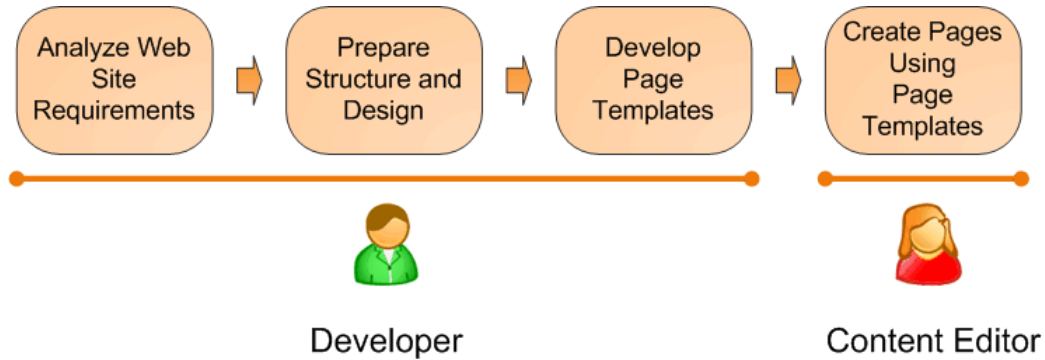 Analyze Web
Site
Requirements
Prepare
Structure and
Design
Develop
Page
Templates
Create Pages
Using
Page
Templates
Developer
Content Editor